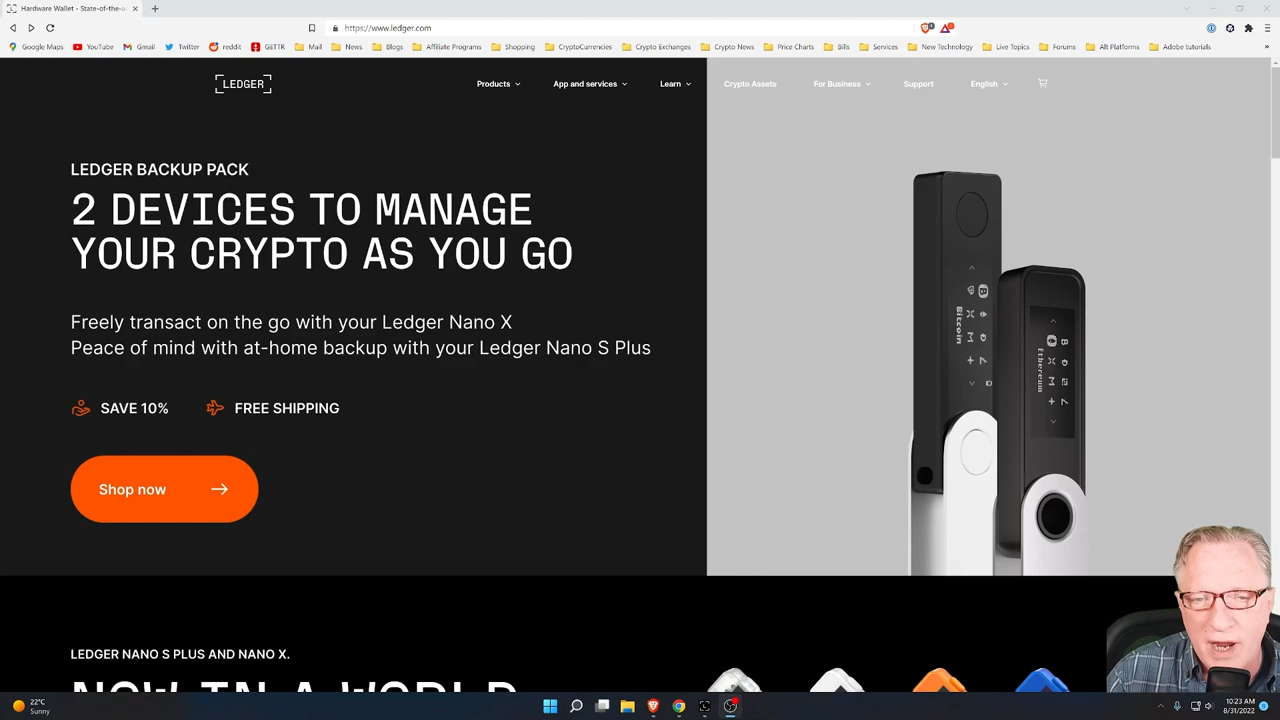 Hardware Wallet - State-of-the-a
https://www.ledger.com
Google Maps YouTube Gmail Twitter reddit GETTR Mail News Blogs Affiliate Programs Shopping CryptoCurrencies Crypto Exchanges Crypto News Price Charts Bills Services New Technology Live Topics Forums Alt Platforms Adobe tutorials »
LEDGER Products App and services Learn Crypto Assets For Business Support English
LEDGER BACKUP PACK
2 DEVICES TO MANAGE
YOUR CRYPTO AS YOU GO
Freely transact on the go with your Ledger Nano X
Peace of mind with at-home backup with your Ledger Nano S Plus
SAVE 10% FREE SHIPPING
Shop now
Bitcoin
Ethereum
LEDGER NANO S PLUS AND NANO X.
NOW IN A WORLD
22°C
Sunny
10:23 AM
8/31/2022